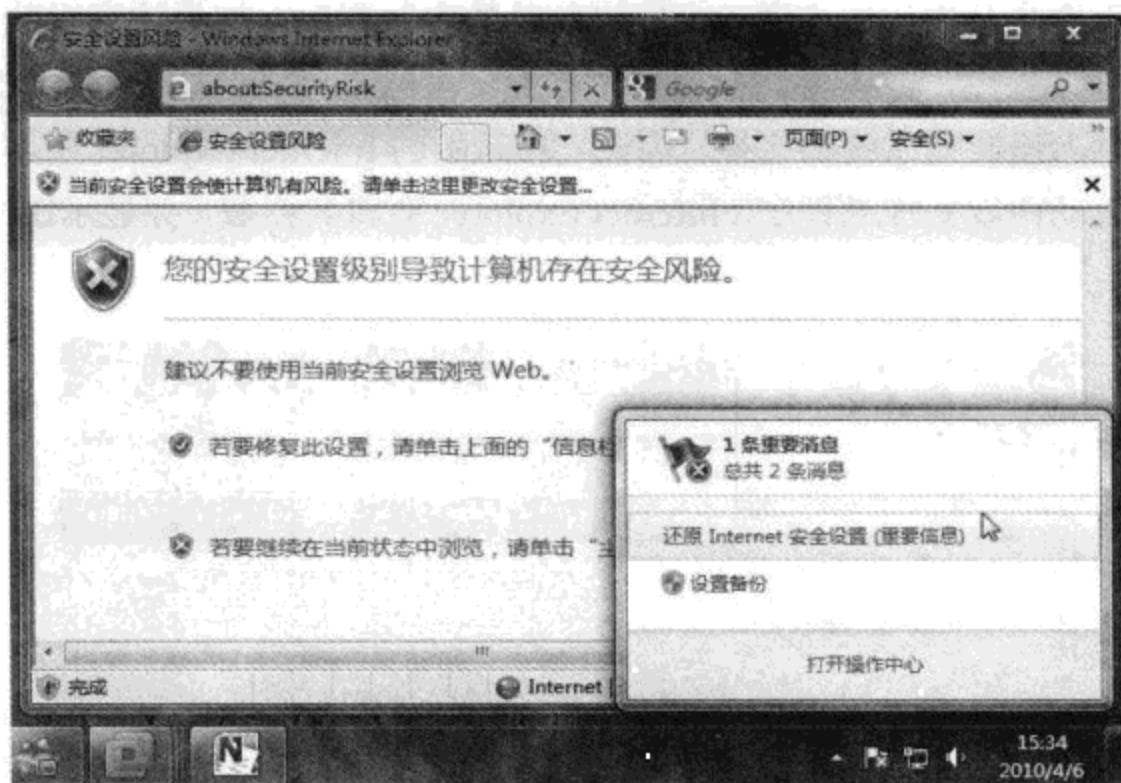 安全设置风险 - Windows Internet Explorer
about:SecurityRisk
Google
收藏夹
安全设置风险
页面(P)
安全(S)
当前安全设置会使计算机有风险。请单击这里更改安全设置...
您的安全设置级别导致计算机存在安全风险。
建议不要使用当前安全设置浏览 Web。
若要修复此设置，请单击上面的“信息栏
若要继续在当前状态中浏览，请单击“主
1 条重要消息
总共 2 条消息
还原 Internet 安全设置 (重要信息)
设置备份
打开操作中心
完成
Internet
15:34
2010/4/6